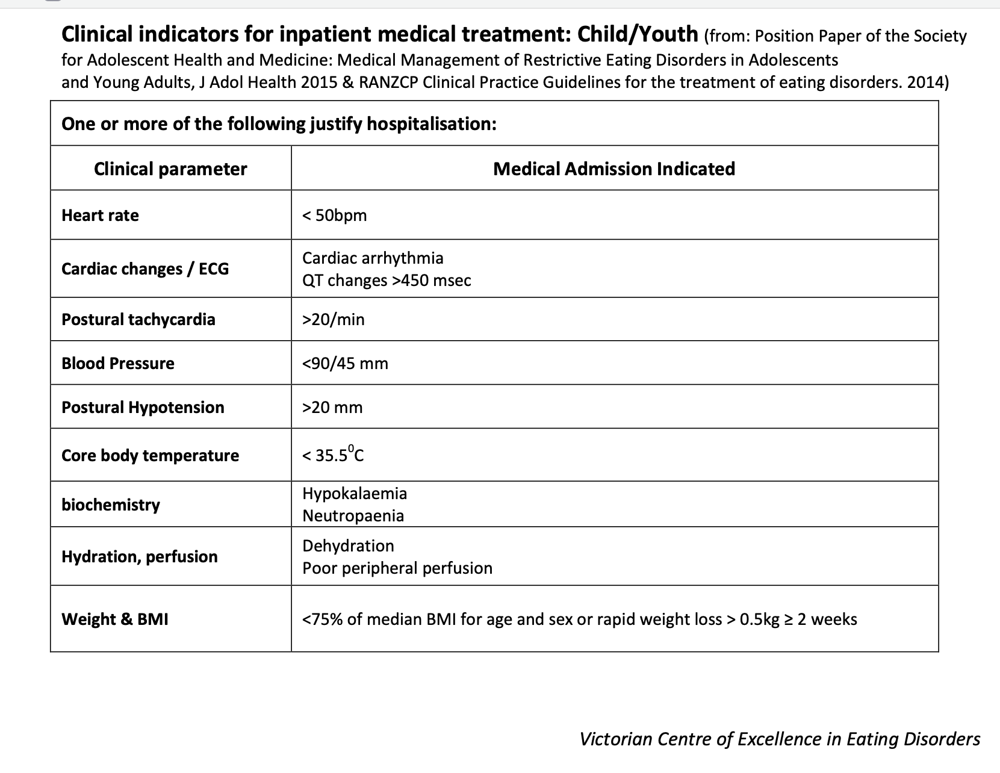 Clinical indicators for inpatient medical treatment: Child/Youth (from: Position Paper of the Society
for Adolescent Health and Medicine: Medical Management of Restrictive Eating Disorders in Adolescents
and Young Adults, J Adol Health 2015 & RANZCP Clinical Practice Guidelines for the treatment of eating disorders. 2014)
One or more of the following justify hospitalisation:
Clinical parameter Medical Admission Indicated
Heart rate < 50bpm
Cardiac changes / ECG Cardiac arrhythmia
QT changes >450 msec
Postural tachycardia >20/min
Blood Pressure <90/45 mm
Postural Hypotension >20 mm
Core body temperature < 35.5⁰C
biochemistry Hypokalaemia
Neutropaenia
Hydration, perfusion Dehydration
Poor peripheral perfusion
Weight & BMI <75% of median BMI for age and sex or rapid weight loss > 0.5kg ≥ 2 weeks
Victorian Centre of Excellence in Eating Disorders